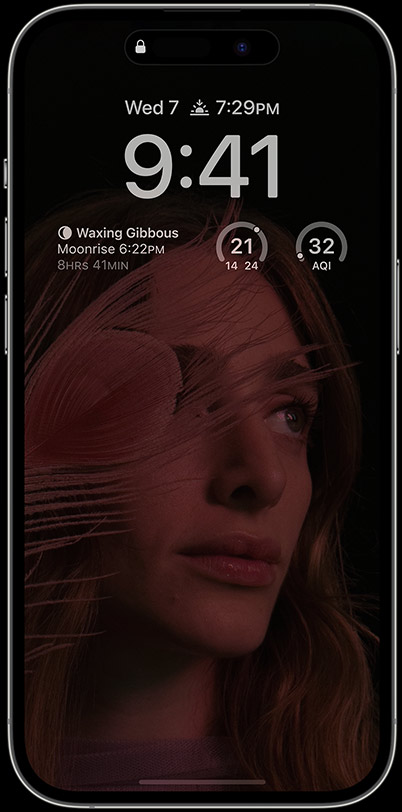 Wed 7 7:29PM
9:41
Waxing Gibbous
Moonrise 6:22PM
8HRS 41MIN
21
14 24
32
AQI